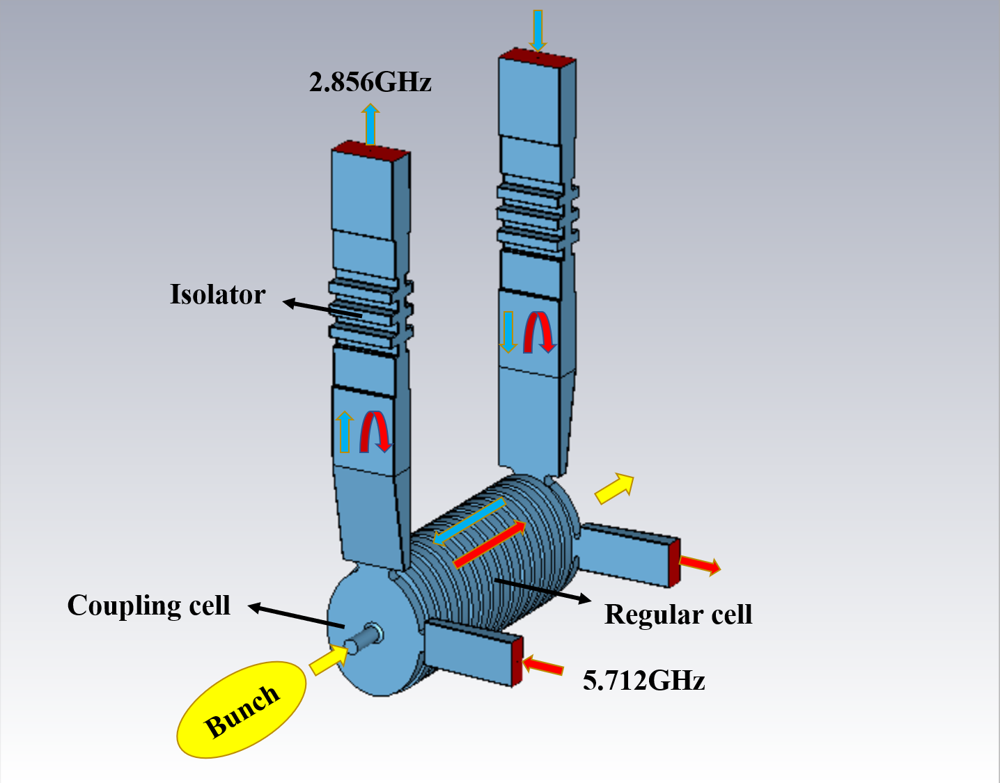 2.856GHz
Isolator
Coupling cell
Regular cell
5.712GHz
Bunch